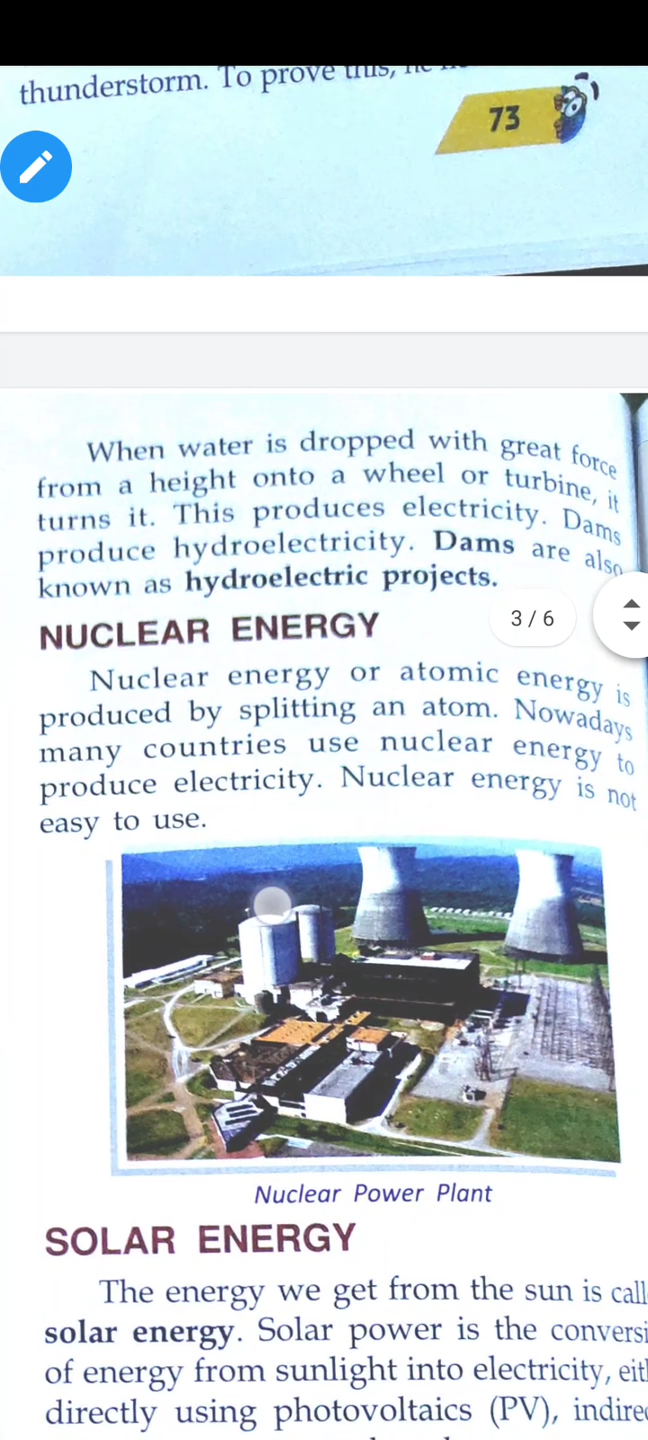 thunderstorm. To prove this, he
73
When water is dropped with great force
from a height onto a wheel or turbine, it
turns it. This produces electricity. Dams
produce hydroelectricity. Dams are also
known as hydroelectric projects.
3 / 6
NUCLEAR ENERGY
Nuclear energy or atomic energy is
produced by splitting an atom. Nowadays
many countries use nuclear energy to
produce electricity. Nuclear energy is not
easy to use.
Nuclear Power Plant
SOLAR ENERGY
The energy we get from the sun is call
solar energy. Solar power is the conversi
of energy from sunlight into electricity, eit
directly using photovoltaics (PV), indire